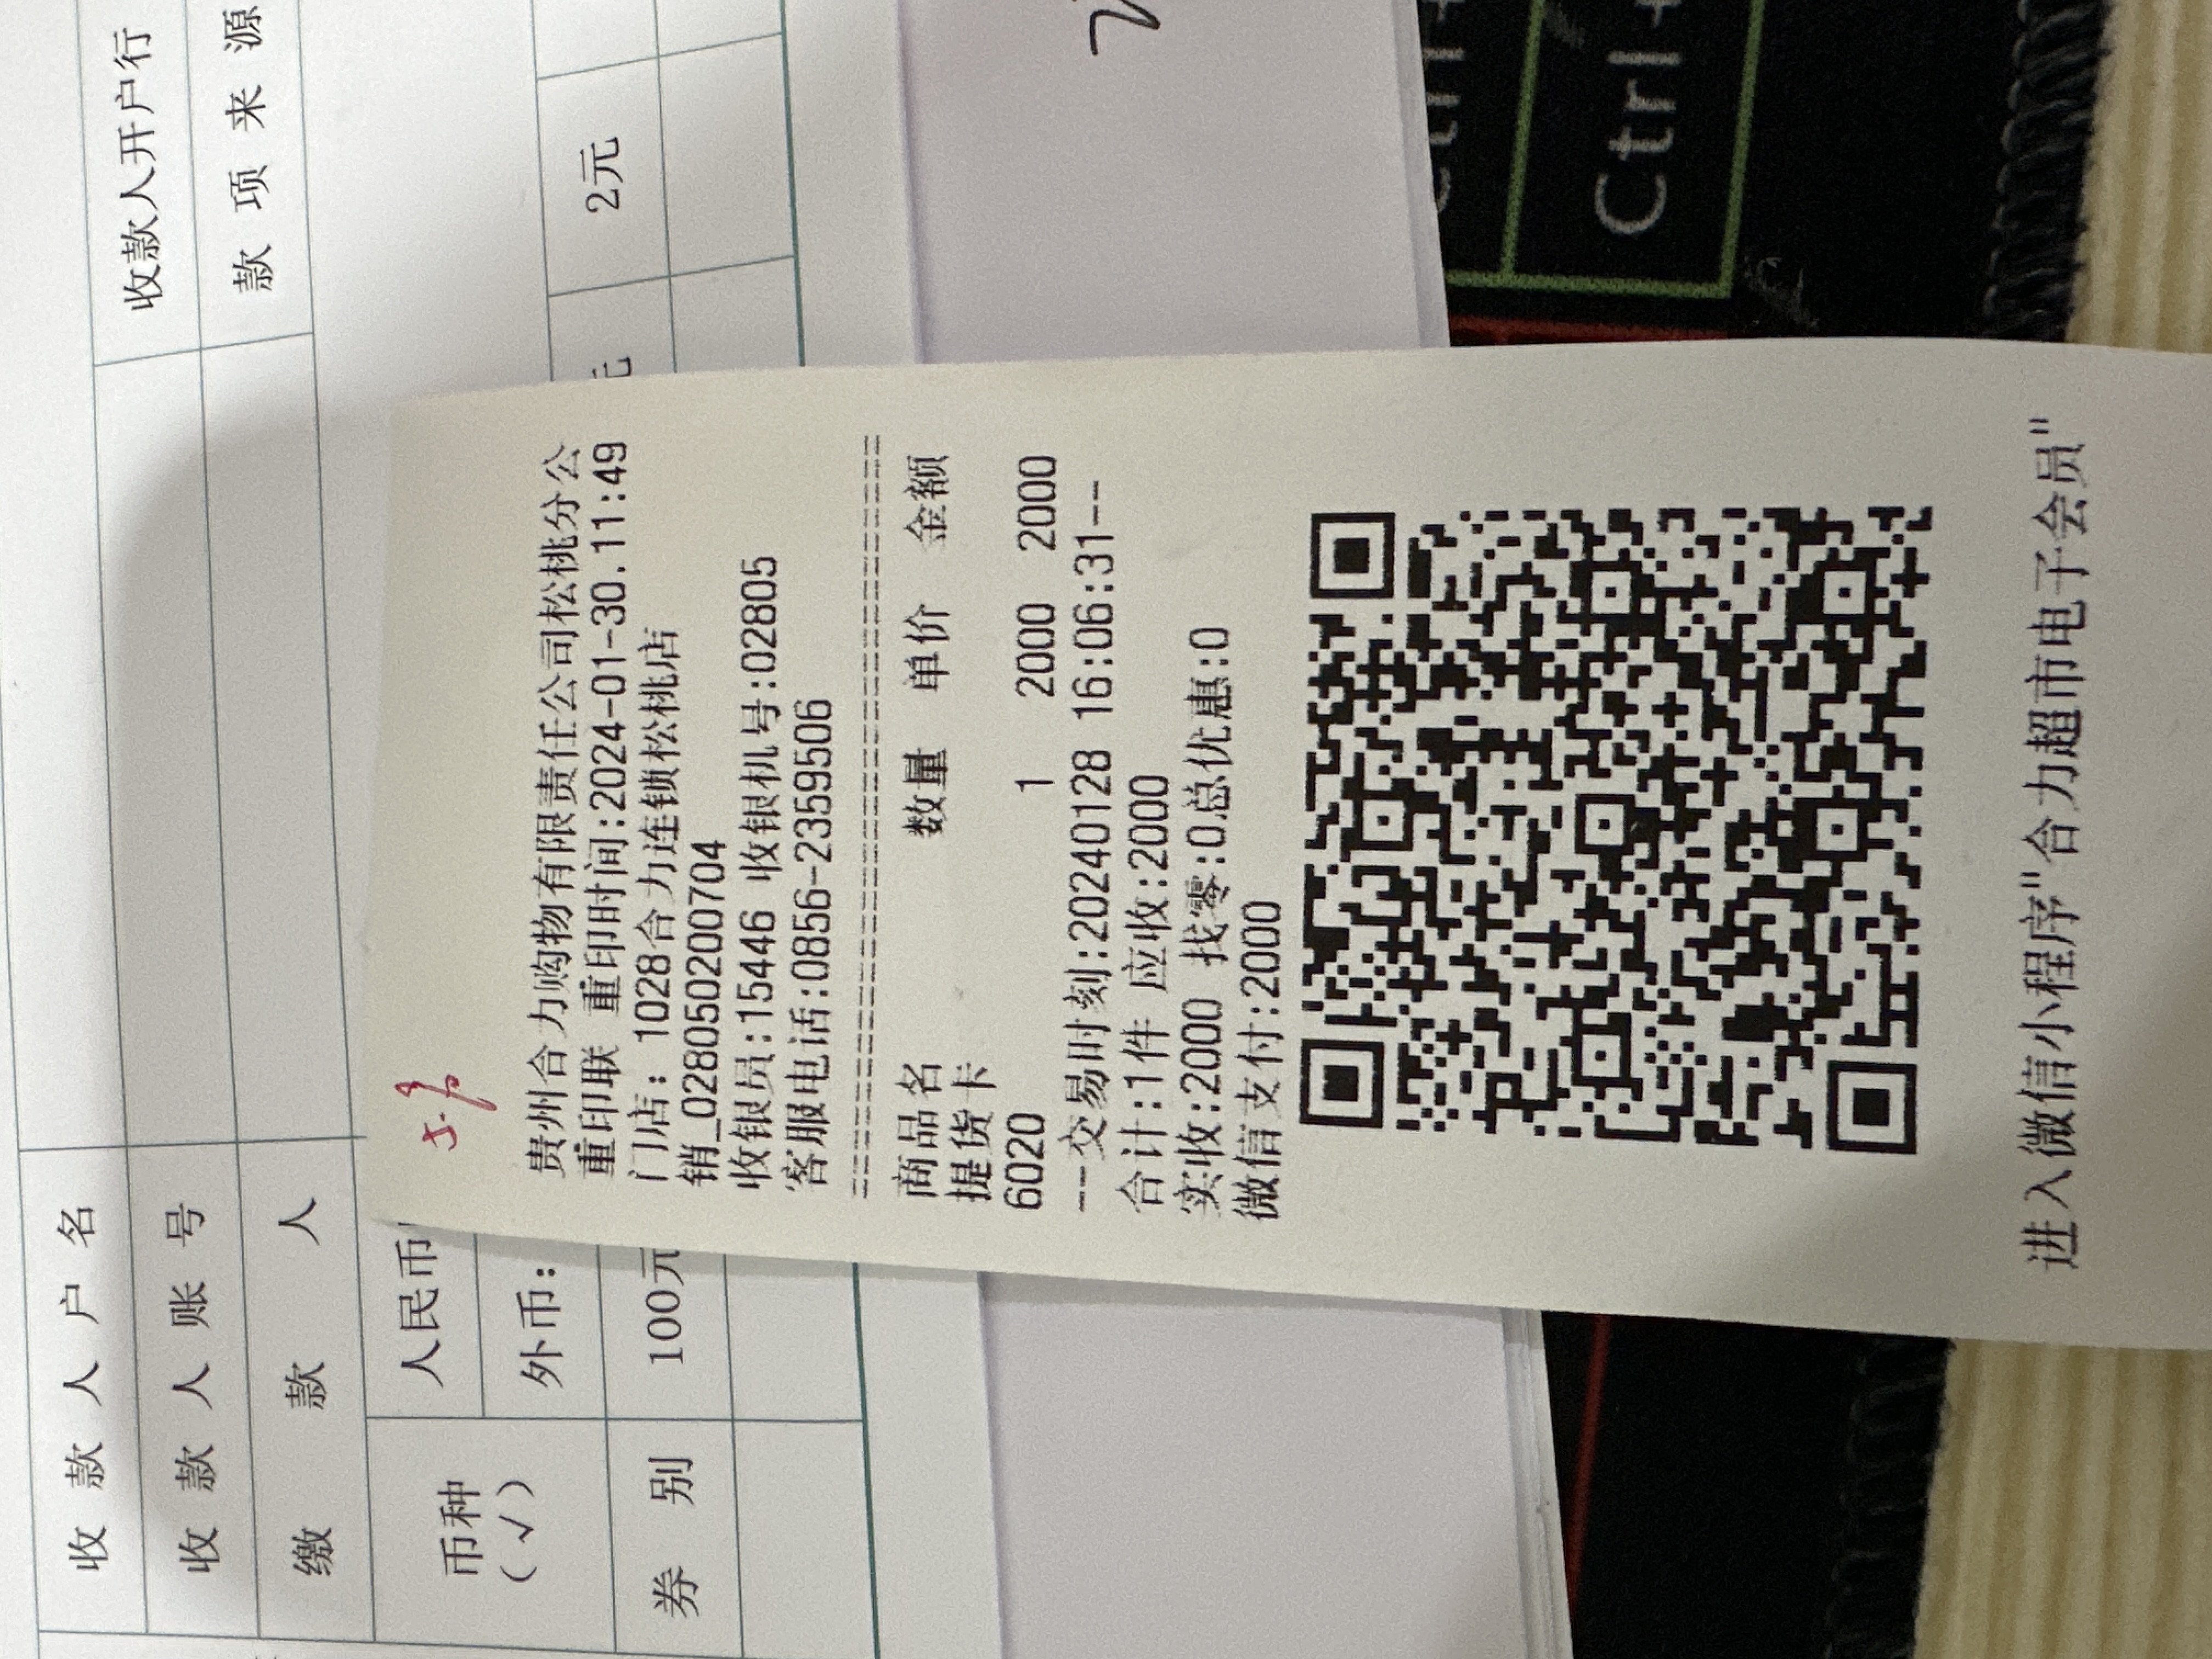 贵州合力购物有限责任公司松桃分公
重印联 重印时间:2024-01-30.11:49
门店: 1028合力连锁松桃店
销_02805020 0704
收银员:15446 收银机号:02805
客服电话:0856-2359506
================================
商品名 数量 单价 金额
提货卡
6020 1 2000 2000
--交易时刻:20240128 16:06:31--
合计:1件 应收:2000
实收:2000 找零:0总优惠:0
微信支付:2000
进入微信小程序"合力超市电子会员"
收款人户名
收款人开户行
收款人账号
款项来源
缴款人
币种
(√)
人民币
外币:
券别
100元
2元
Ctrl+